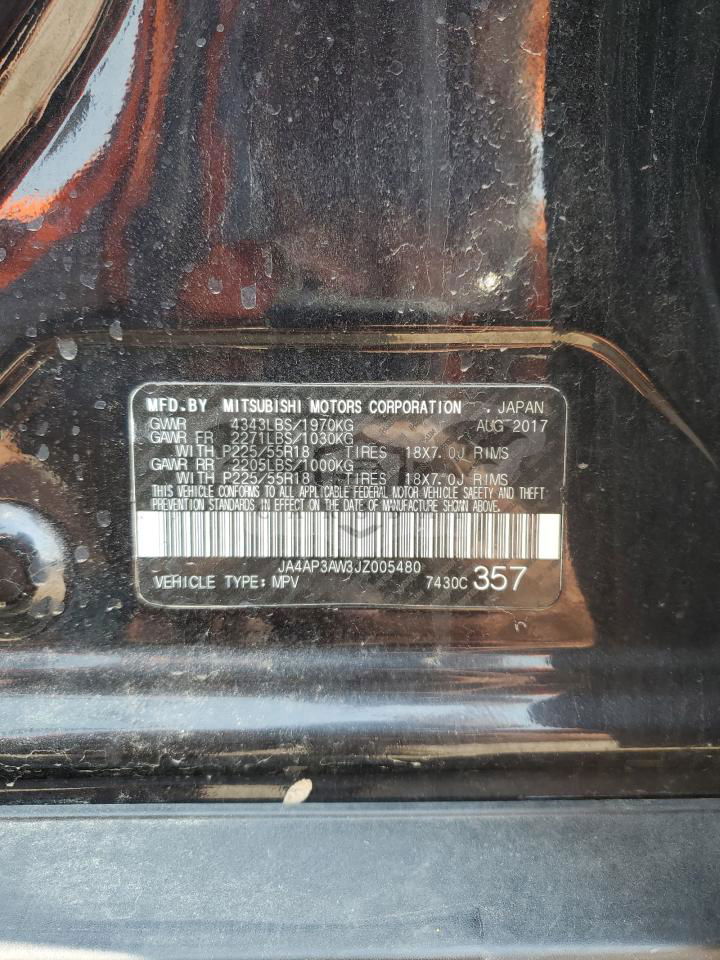 MFD.BY MITSUBISHI MOTORS CORPORATION . JAPAN
GWWR 4343LBS/1970KG AUG 2017
GAWR FR 2271LBS/1030KG
WITH P225/55R18 TIRES 18X7.0J RIMS
GAWR RR 2205LBS/1000KG
WITH P225/55R18 TIRES 18X7.0J RIMS
THIS VEHICLE CONFORMS TO ALL APPLICABLE FEDERAL MOTOR VEHICLE SAFETY AND THEFT
PREVENTION STANDARDS IN EFFECT ON THE DATE OF MANUFACTURE SHOWN ABOVE.
JA4AP3AW3JZ005480
VEHICLE TYPE:MPV 7430C 357